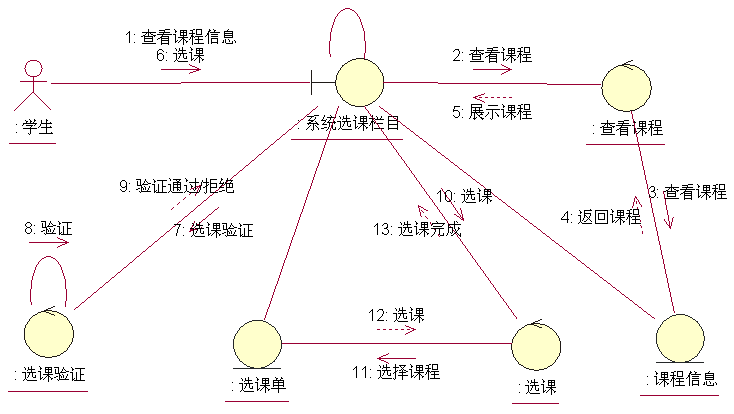 1: 查看课程信息
6: 选课
2: 查看课程
5: 展示课程
: 学生
: 系统选课栏目
: 查看课程
9: 验证通过/拒绝
10: 选课
3: 查看课程
7: 选课验证
13: 选课完成
4: 返回课程
8: 验证
12: 选课
11: 选择课程
: 选课验证
: 选课单
: 选课
: 课程信息